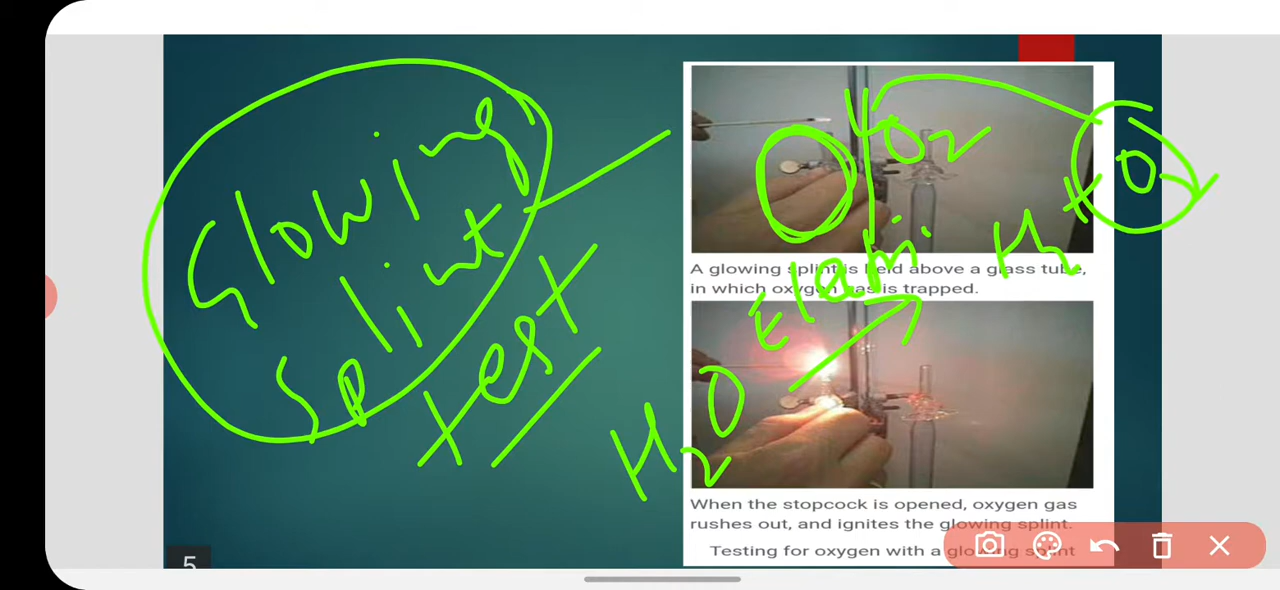 Glowing
Splint
test
O2
H2 + O2
H2O
A glowing splint is held above a glass tube,
in which oxygen gas is trapped.
When the stopcock is opened, oxygen gas
rushes out, and ignites the glowing splint.
Testing for oxygen with a glowing splint
5